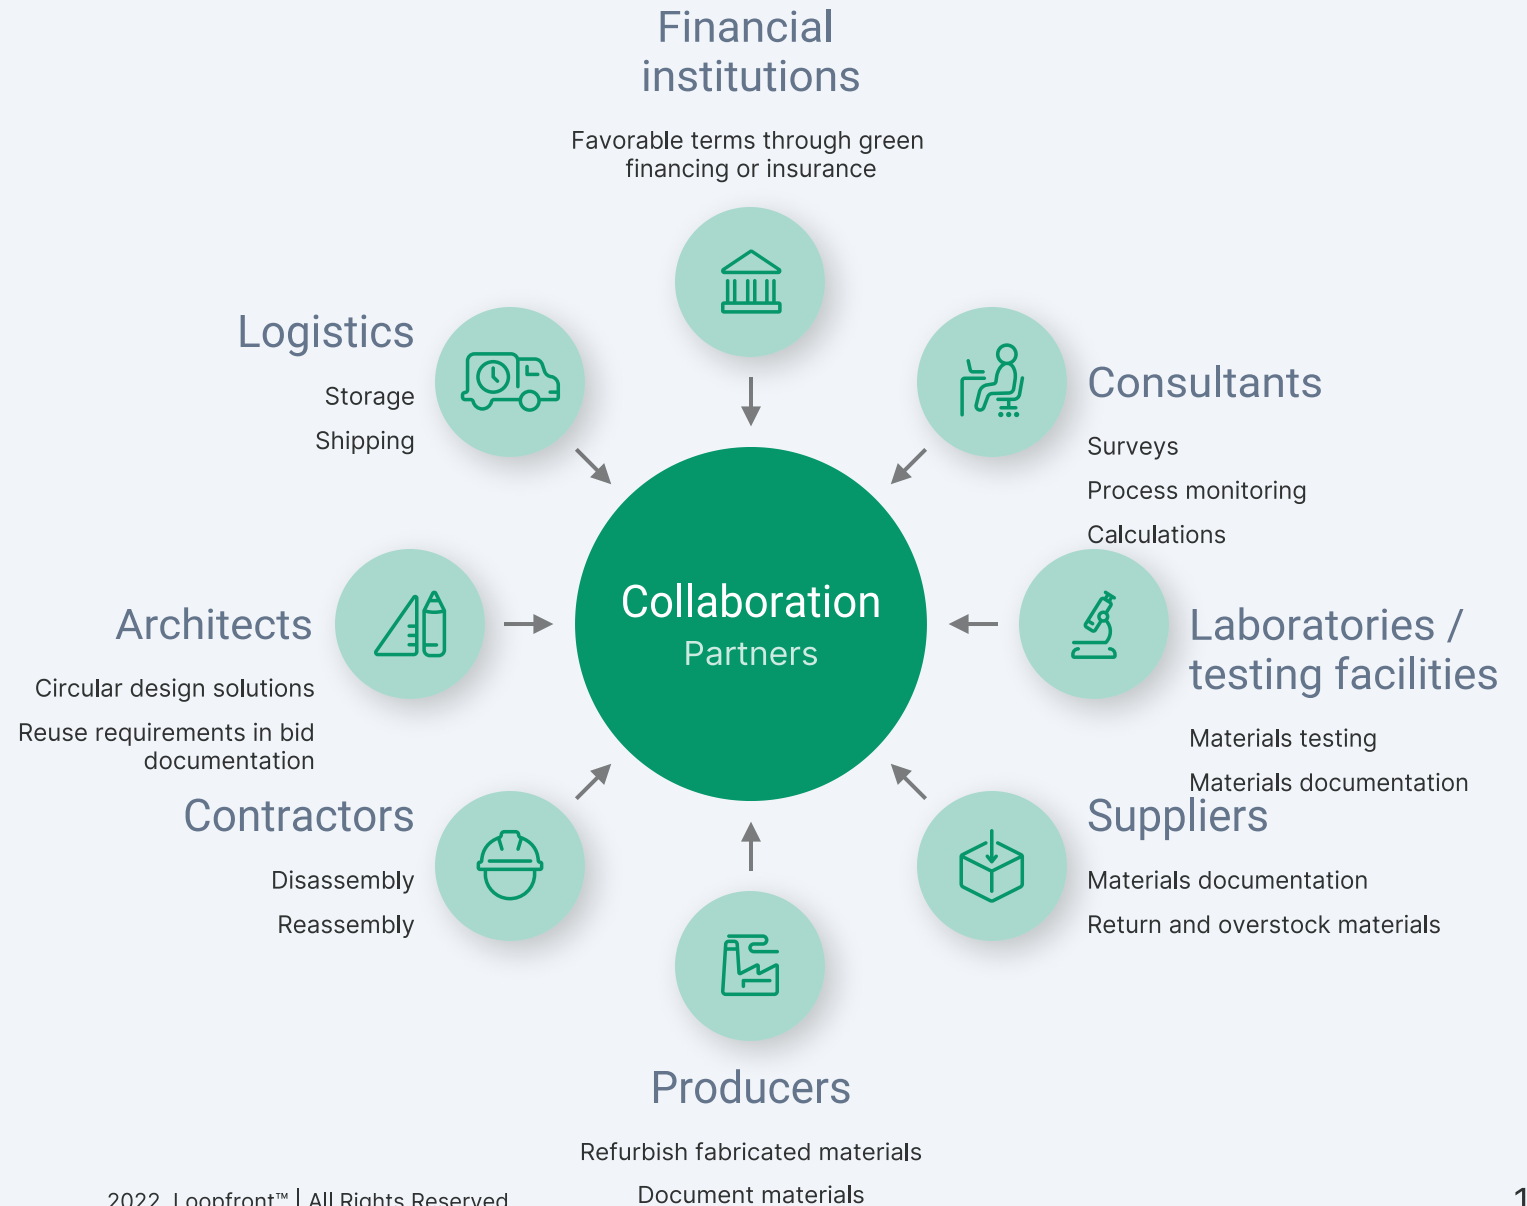 Financial
institutions
Favorable terms through green
financing or insurance
Logistics
Storage
Shipping
Consultants
Surveys
Process monitoring
Calculations
Collaboration
Partners
Architects
Circular design solutions
Reuse requirements in bid
documentation
Laboratories /
testing facilities
Materials testing
Materials documentation
Contractors
Disassembly
Reassembly
Suppliers
Materials documentation
Return and overstock materials
Producers
Refurbish fabricated materials
Document materials
2022 Loopfront™ | All Rights Reserved
1